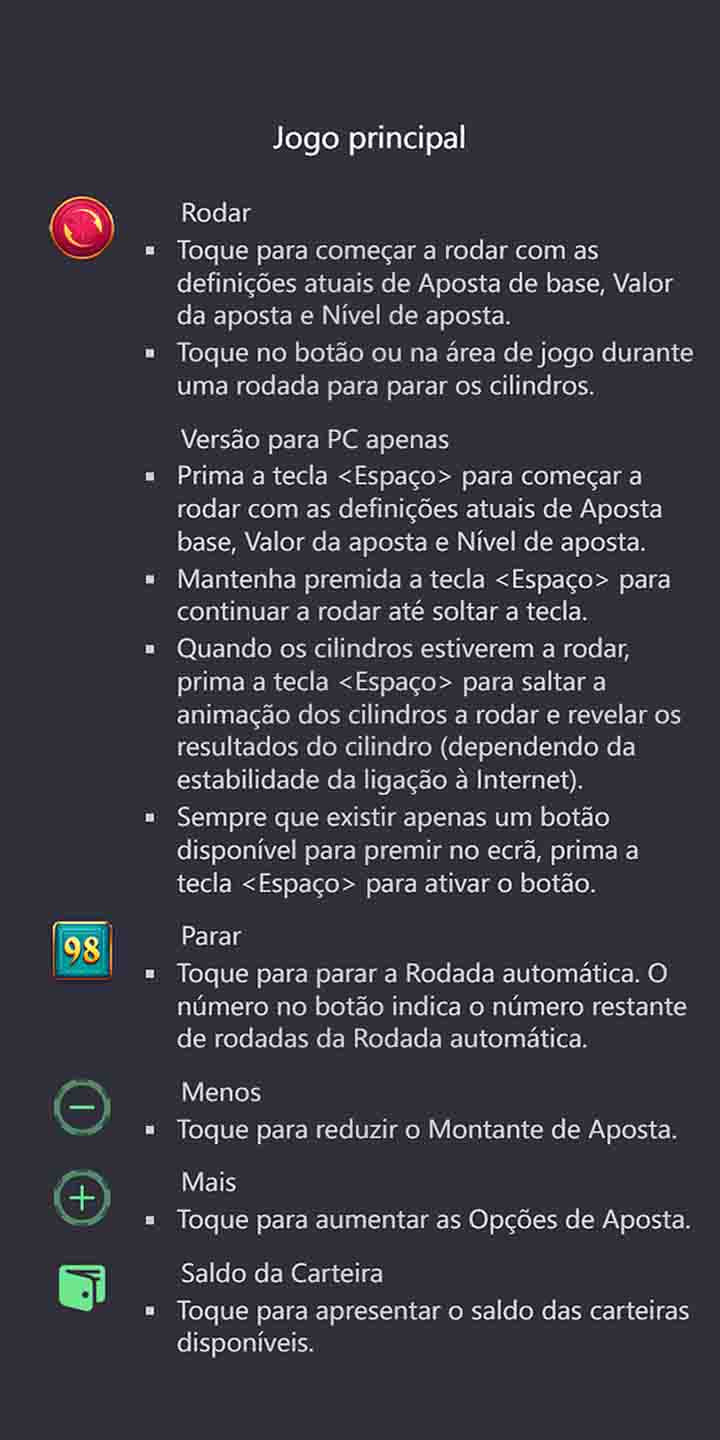 Jogo principal
Rodar
▪ Toque para começar a rodar com as
definições atuais de Aposta de base, Valor
da aposta e Nível de aposta.
▪ Toque no botão ou na área de jogo durante
uma rodada para parar os cilindros.
Versão para PC apenas
▪ Prima a tecla <Espaço> para começar a
rodar com as definições atuais de Aposta
base, Valor da aposta e Nível de aposta.
▪ Mantenha premida a tecla <Espaço> para
continuar a rodar até soltar a tecla.
▪ Quando os cilindros estiverem a rodar,
prima a tecla <Espaço> para saltar a
animação dos cilindros a rodar e revelar os
resultados do cilindro (dependendo da
estabilidade da ligação à Internet).
▪ Sempre que existir apenas um botão
disponível para premir no ecrã, prima a
tecla <Espaço> para ativar o botão.
98
Parar
▪ Toque para parar a Rodada automática. O
número no botão indica o número restante
de rodadas da Rodada automática.
Menos
▪ Toque para reduzir o Montante de Aposta.
Mais
▪ Toque para aumentar as Opções de Aposta.
Saldo da Carteira
▪ Toque para apresentar o saldo das carteiras
disponíveis.